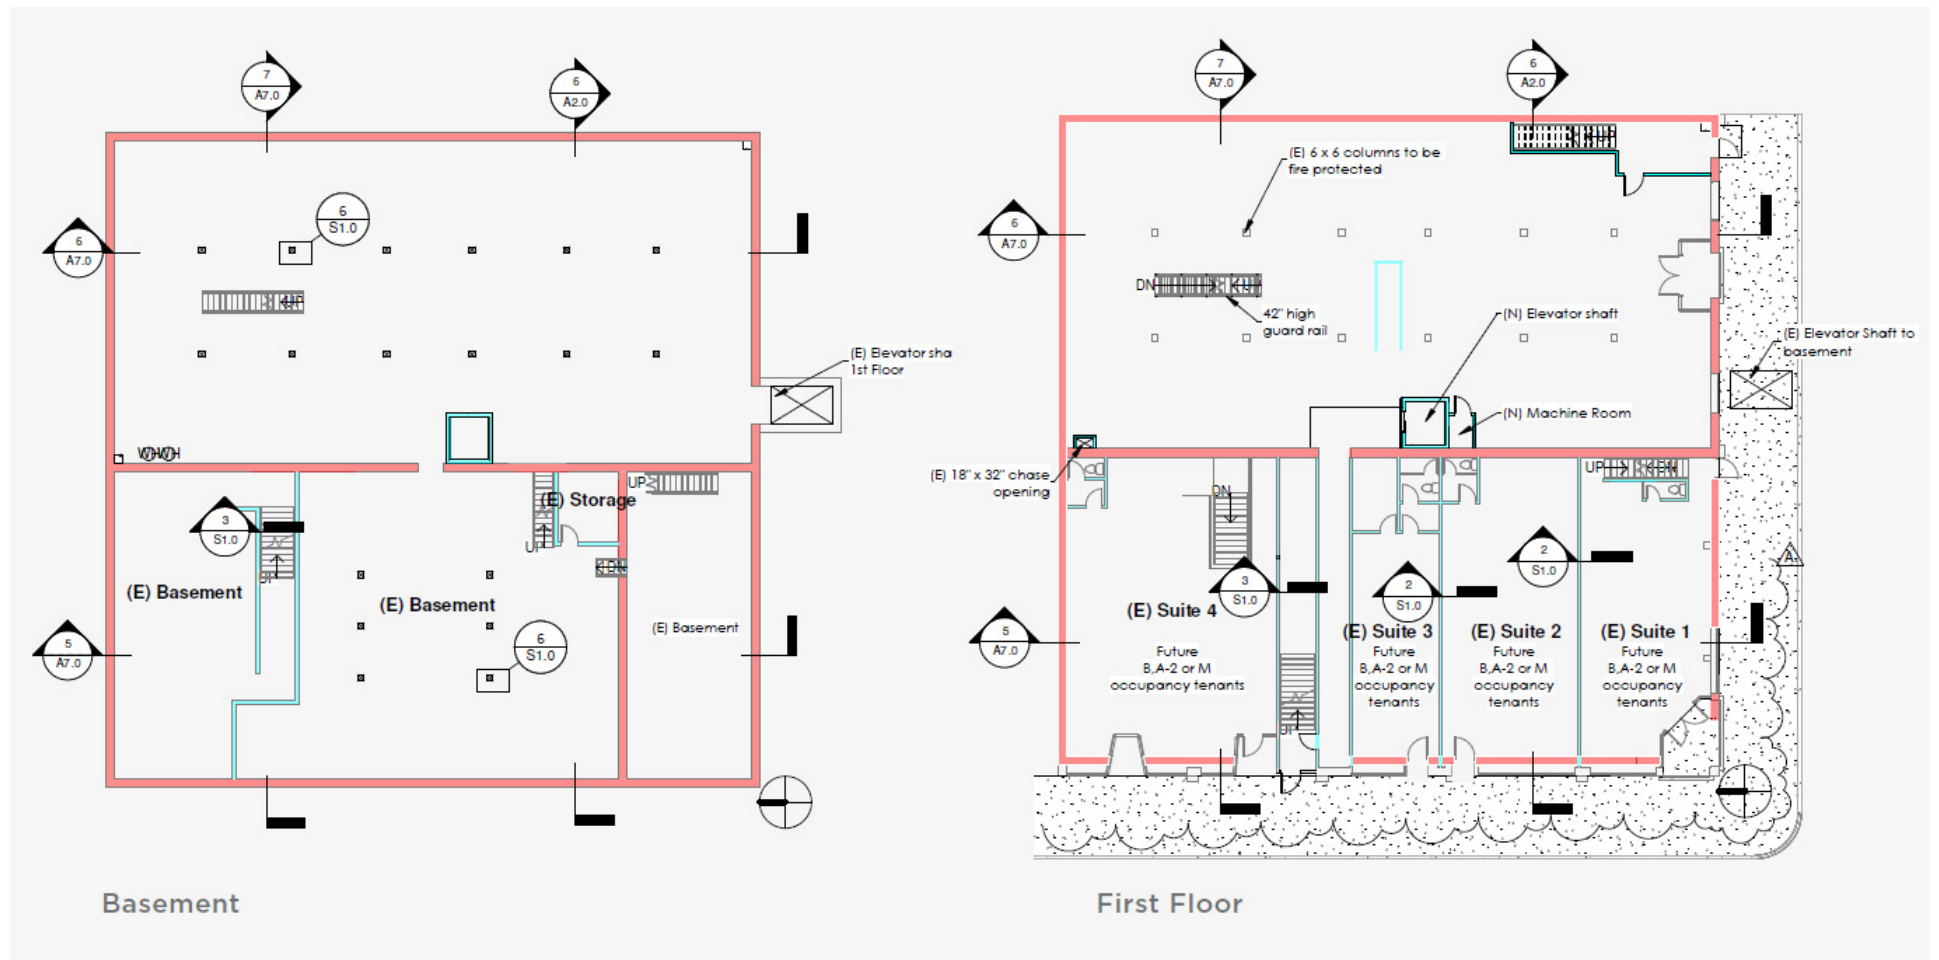 7
A7.0
6
A2.0
6
S1.0
6
A7.0
UP
(E) Elevator sha
1st Floor
WHWH
(E) Storage
UP
3
S1.0
UP
UP
DN
(E) Basement
(E) Basement
(E) Basement
6
S1.0
5
A7.0
Basement
7
A7.0
6
A2.0
UP
(E) 6 x 6 columns to be
fire protected
6
A7.0
DN
42" high
guard rail
(N) Elevator shaft
(E) Elevator Shaft to
basement
(N) Machine Room
(E) 18" x 32" chase
opening
DN
UP
DN
2
S1.0
A
3
S1.0
2
S1.0
(E) Suite 4
Future
B,A-2 or M
occupancy tenants
(E) Suite 3
Future
B,A-2 or M
occupancy
tenants
(E) Suite 2
Future
B,A-2 or M
occupancy
tenants
(E) Suite 1
Future
B,A-2 or M
occupancy
tenants
5
A7.0
UP
First Floor